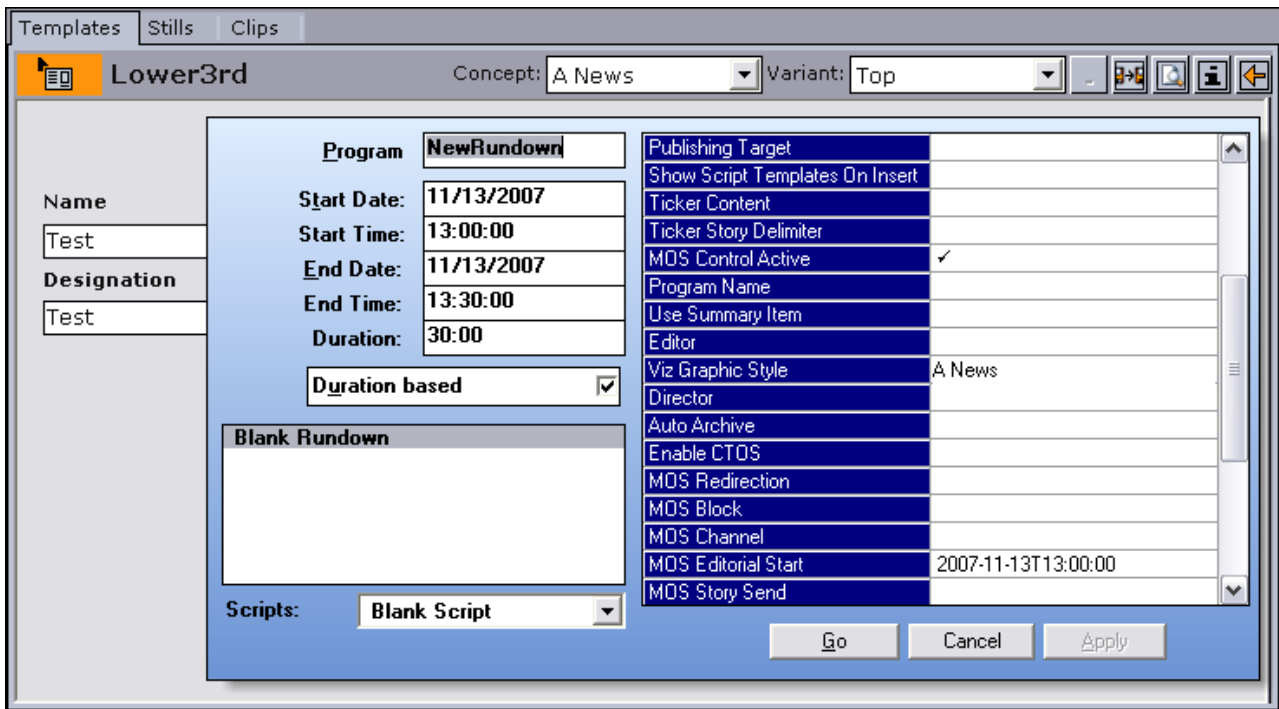 Templates Stills Clips
Lower3rd Concept: A News Variant: Top
Name
Test
Designation
Test
Program NewRundown
Start Date: 11/13/2007
Start Time: 13:00:00
End Date: 11/13/2007
End Time: 13:30:00
Duration: 30:00
Duration based
Blank Rundown
Scripts: Blank Script
Publishing Target
Show Script Templates On Insert
Ticker Content
Ticker Story Delimiter
MOS Control Active ✓
Program Name
Use Summary Item
Editor
Viz Graphic Style A News
Director
Auto Archive
Enable CTOS
MOS Redirection
MOS Block
MOS Channel
MOS Editorial Start 2007-11-13T13:00:00
MOS Story Send
Go Cancel Apply